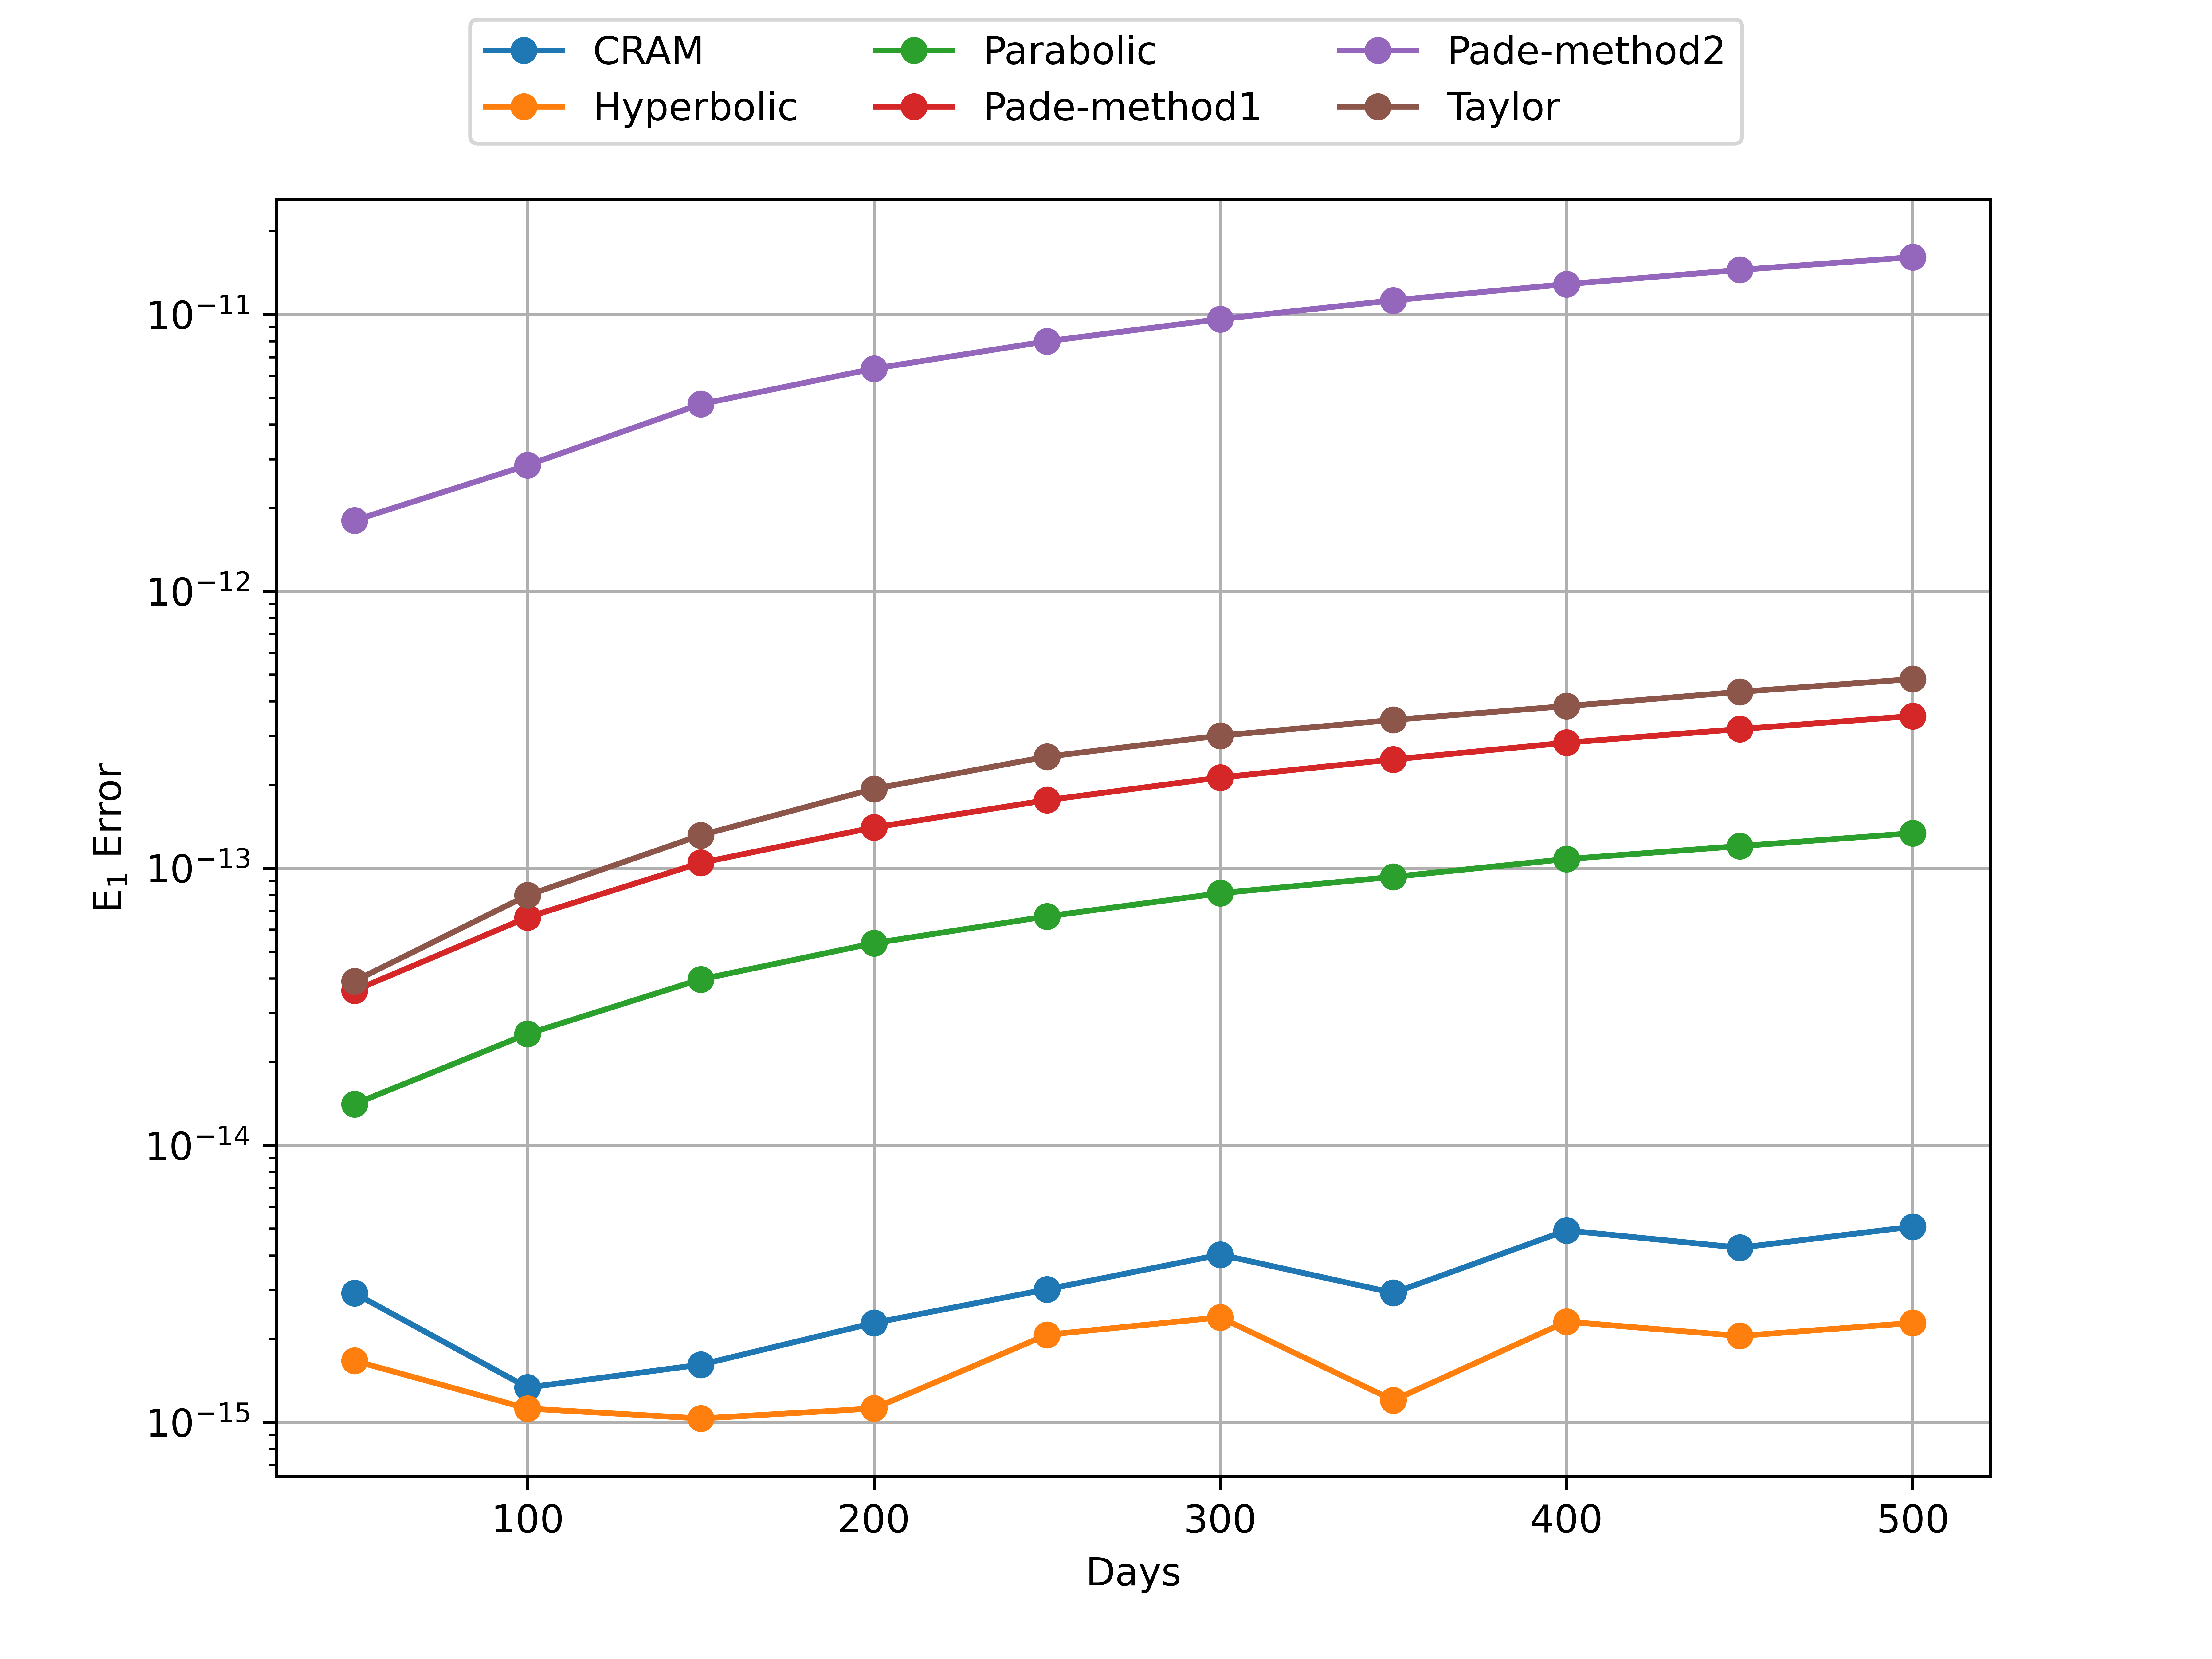 CRAM
Hyperbolic
Parabolic
Pade-method1
Pade-method2
Taylor
10⁻¹¹
10⁻¹²
10⁻¹³
10⁻¹⁴
10⁻¹⁵
E₁ Error
100 200 300 400 500
Days